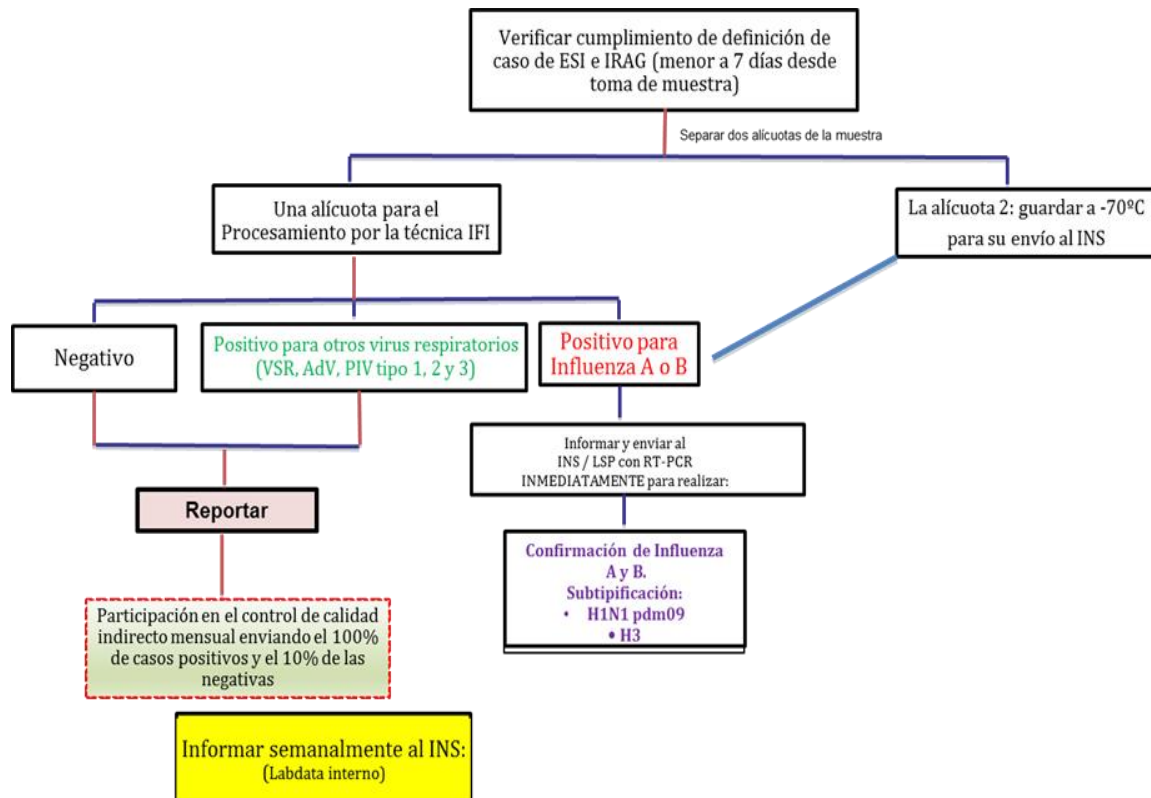 Verificar cumplimiento de definición de
caso de ESI e IRAG (menor a 7 días desde
toma de muestra)
Separar dos alícuotas de la muestra
Una alícuota para el
Procesamiento por la técnica IFI
La alícuota 2: guardar a -70ºC
para su envío al INS
Negativo
Positivo para otros virus respiratorios
(VSR, AdV, PIV tipo 1, 2 y 3)
Positivo para
Influenza A o B
Informar y enviar al
INS / LSP con RT-PCR
INMEDIATAMENTE para realizar:
Reportar
Confirmación de Influenza
A y B.
Subtipificación:
• H1N1 pdm09
• H3
Participación en el control de calidad
indirecto mensual enviando el 100%
de casos positivos y el 10% de las
negativas
Informar semanalmente al INS:
(Labdata interno)